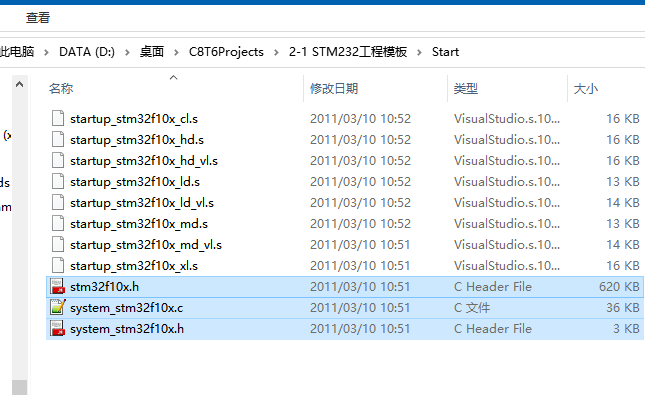 查看
此电脑 > DATA (D:) > 桌面 > C8T6Projects > 2-1 STM232工程模板 > Start
名称 修改日期 类型 大小
startup_stm32f10x_cl.s 2011/03/10 10:52 VisualStudio.s.10... 16 KB
startup_stm32f10x_hd.s 2011/03/10 10:52 VisualStudio.s.10... 16 KB
startup_stm32f10x_hd_vl.s 2011/03/10 10:52 VisualStudio.s.10... 16 KB
startup_stm32f10x_ld.s 2011/03/10 10:52 VisualStudio.s.10... 13 KB
startup_stm32f10x_ld_vl.s 2011/03/10 10:52 VisualStudio.s.10... 14 KB
startup_stm32f10x_md.s 2011/03/10 10:52 VisualStudio.s.10... 13 KB
startup_stm32f10x_md_vl.s 2011/03/10 10:51 VisualStudio.s.10... 14 KB
startup_stm32f10x_xl.s 2011/03/10 10:51 VisualStudio.s.10... 16 KB
stm32f10x.h 2011/03/10 10:51 C Header File 620 KB
system_stm32f10x.c 2011/03/10 10:51 C 文件 36 KB
system_stm32f10x.h 2011/03/10 10:51 C Header File 3 KB